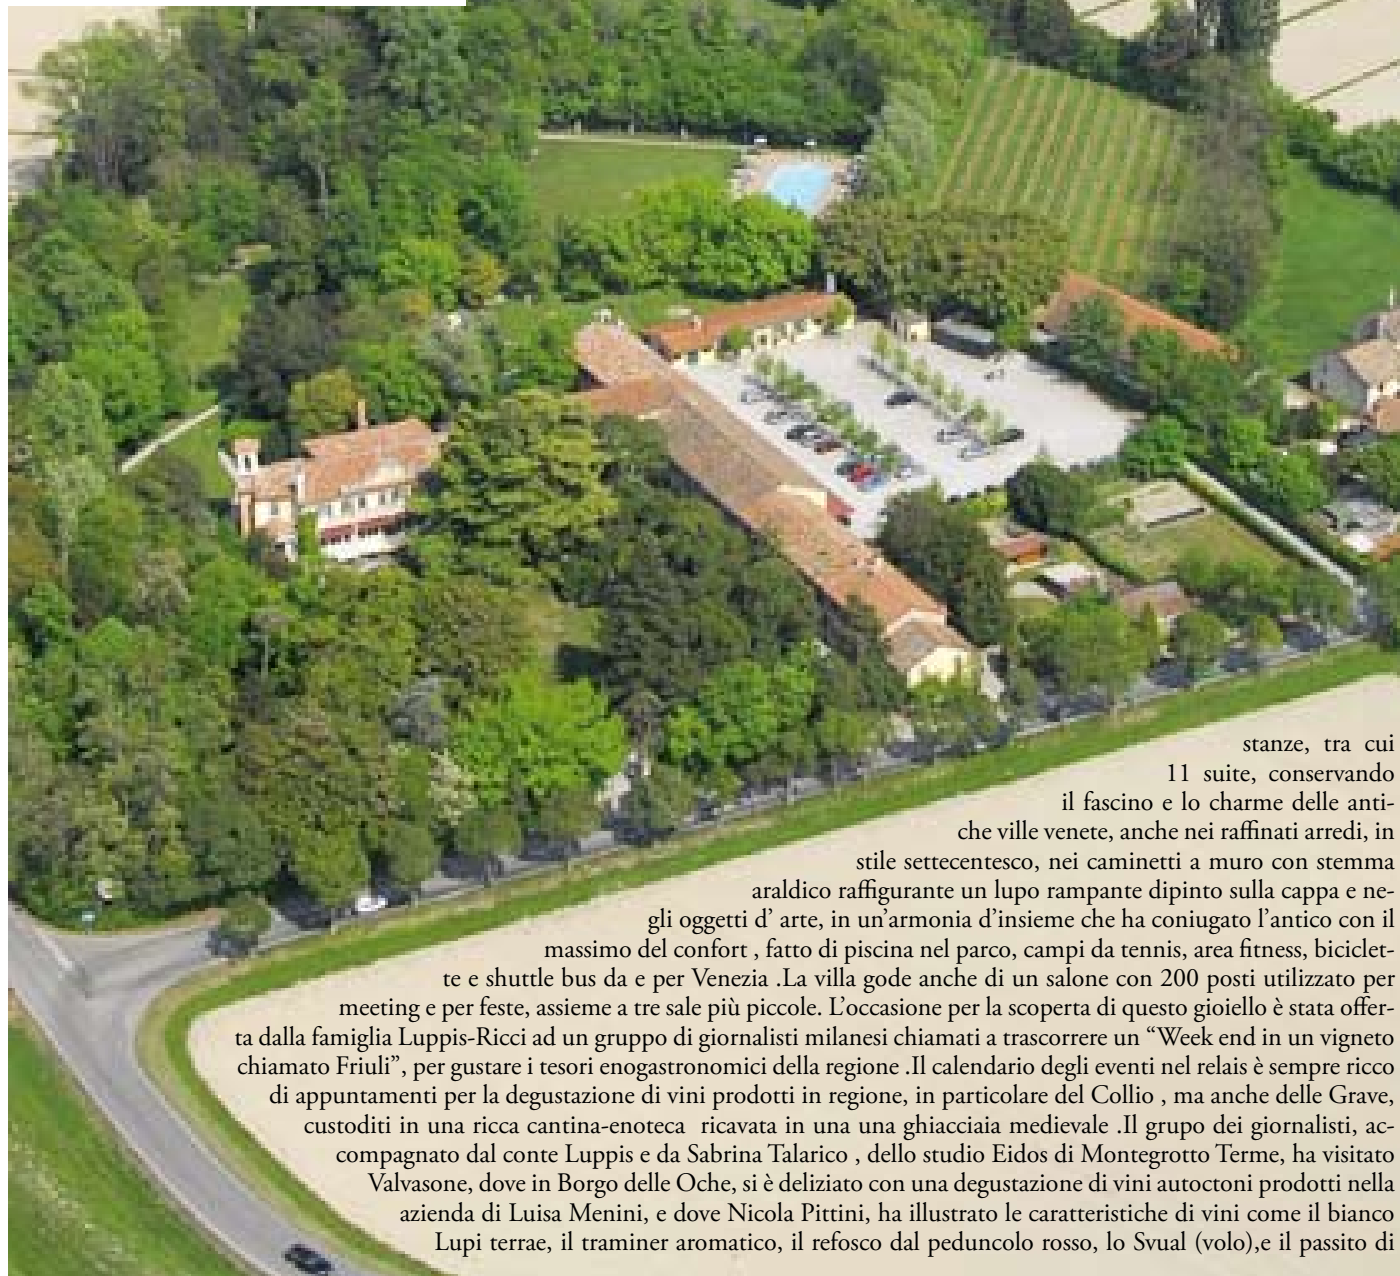 stanze, tra cui
11 suite, conservando
il fascino e lo charme delle anti-
che ville venete, anche nei raffinati arredi, in
stile settecentesco, nei caminetti a muro con stemma
araldico raffigurante un lupo rampante dipinto sulla cappa e ne-
gli oggetti d' arte, in un'armonia d'insieme che ha coniugato l'antico con il
massimo del confort , fatto di piscina nel parco, campi da tennis, area fitness, biciclet-
te e shuttle bus da e per Venezia .La villa gode anche di un salone con 200 posti utilizzato per
meeting e per feste, assieme a tre sale più piccole. L'occasione per la scoperta di questo gioiello è stata offer-
ta dalla famiglia Luppis-Ricci ad un gruppo di giornalisti milanesi chiamati a trascorrere un “Week end in un vigneto
chiamato Friuli”, per gustare i tesori enogastronomici della regione .Il calendario degli eventi nel relais è sempre ricco
di appuntamenti per la degustazione di vini prodotti in regione, in particolare del Collio , ma anche delle Grave,
custoditi in una ricca cantina-enoteca  ricavata in una una ghiacciaia medievale .Il gruppo dei giornalisti, ac-
compagnato dal conte Luppis e da Sabrina Talarico , dello studio Eidos di Montegrotto Terme, ha visitato
Valvasone, dove in Borgo delle Oche, si è deliziato con una degustazione di vini autoctoni prodotti nella
azienda di Luisa Menini, e dove Nicola Pittini, ha illustrato le caratteristiche di vini come il bianco
Lupi terrae, il traminer aromatico, il refosco dal peduncolo rosso, lo Svual (volo),e il passito di